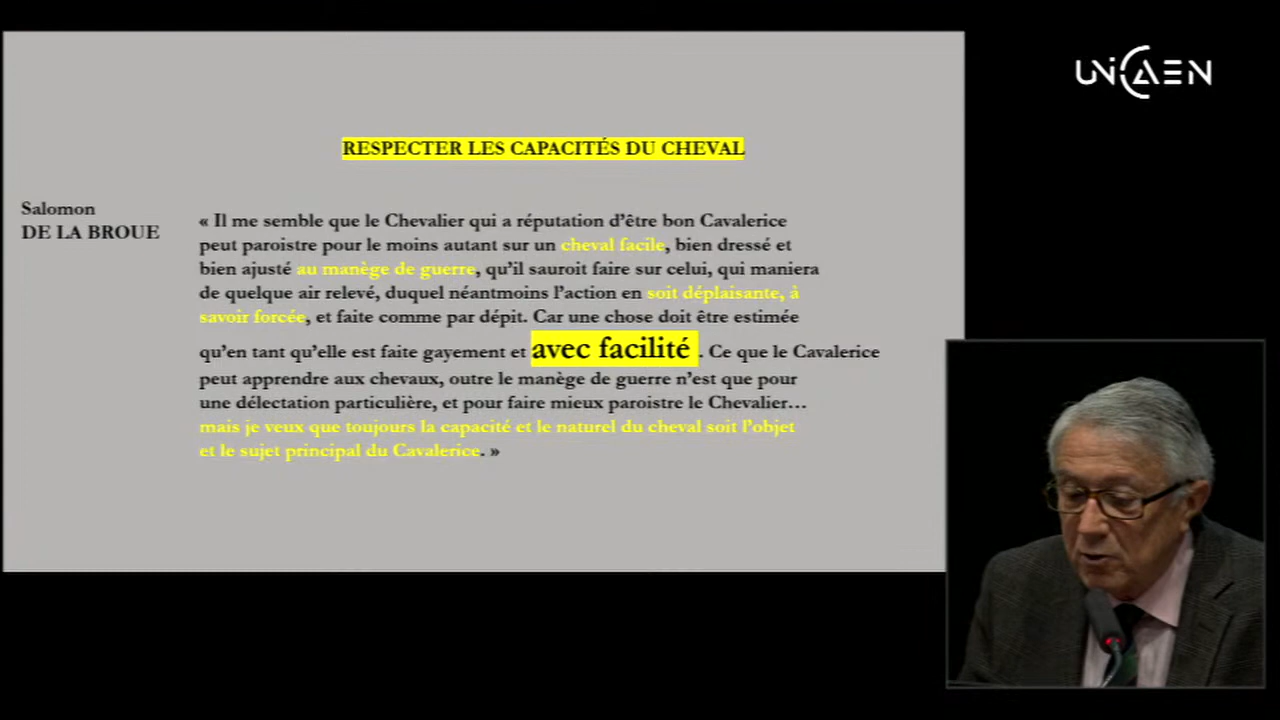 UNICAEN
RESPECTER LES CAPACITÉS DU CHEVAL
Salomon
DE LA BROUE
« Il me semble que le Chevalier qui a réputation d'être bon Cavalerice
peut paroistre pour le moins autant sur un cheval facile, bien dressé et
bien ajusté au manège de guerre, qu'il sauroit faire sur celui, qui maniera
de quelque air relevé, duquel néantmoins l'action en soit déplaisante, à
savoir forcée, et faite comme par dépit. Car une chose doit être estimée
qu'en tant qu'elle est faite gayement et avec facilité . Ce que le Cavalerice
peut apprendre aux chevaux, outre le manège de guerre n'est que pour
une délectation particulière, et pour faire mieux paroistre le Chevalier…
mais je veux que toujours la capacité et le naturel du cheval soit l'objet
et le sujet principal du Cavalerice. »